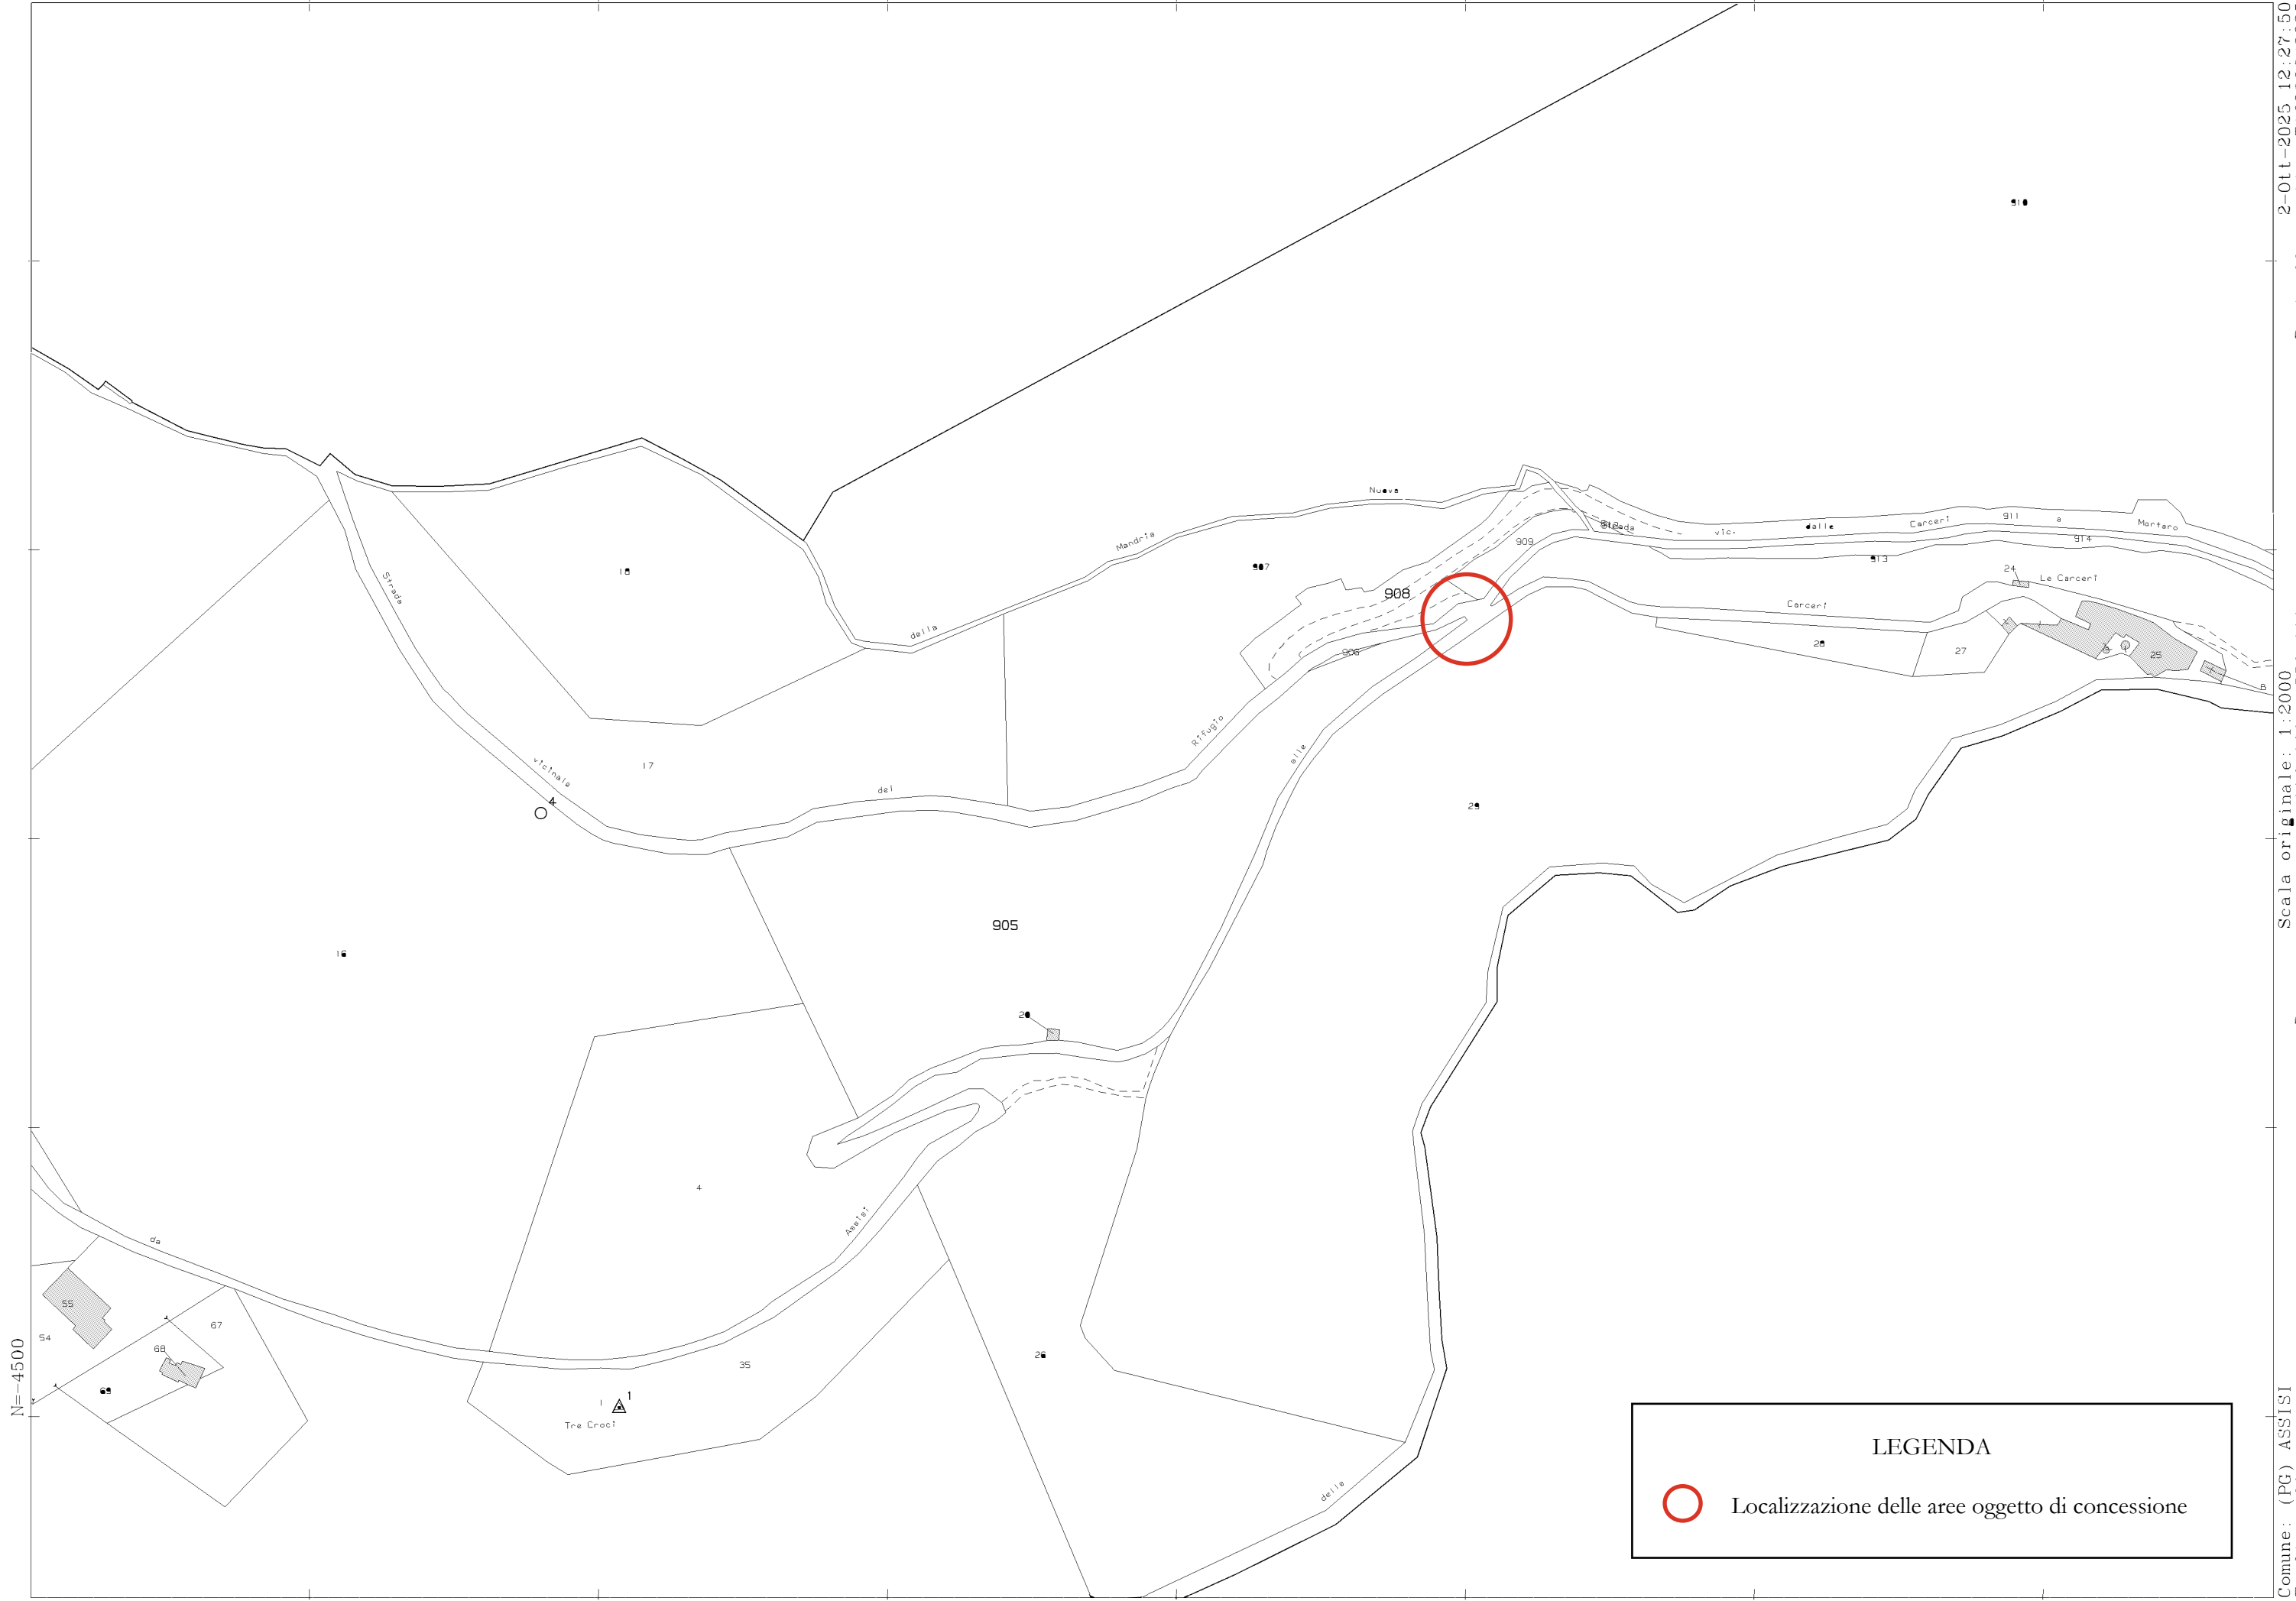 2-Ott-2025 12:27:50
910
Nuova
911
a
Mortaro
Carceri
dalle
vic.
Strada
909
914
913
Mandria
907
18
Strada
908
24
Le Carceri
Carceri
della
28
27
25
906
B
Rifugio
alle
17
vicinale
del
4
29
Scala originale: 1:2000
905
16
20
4
Assisi
da
55
67
54
68
69
35
26
1
Tre Croci
delle
N=-4500
Comune: (PG) ASSISI
LEGENDA
Localizzazione delle aree oggetto di concessione